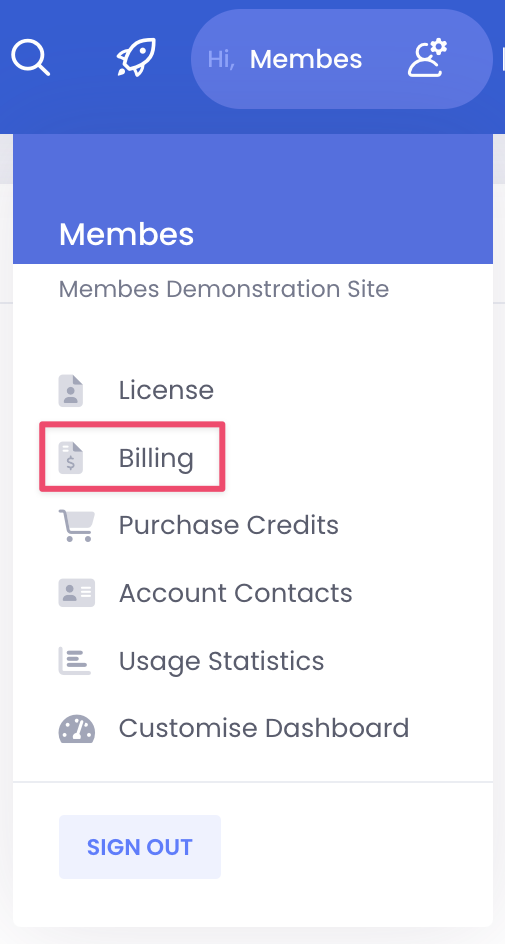 Hi, Membes
Membes
Membes Demonstration Site
License
$ Billing
Purchase Credits
Account Contacts
Usage Statistics
Customise Dashboard
SIGN OUT